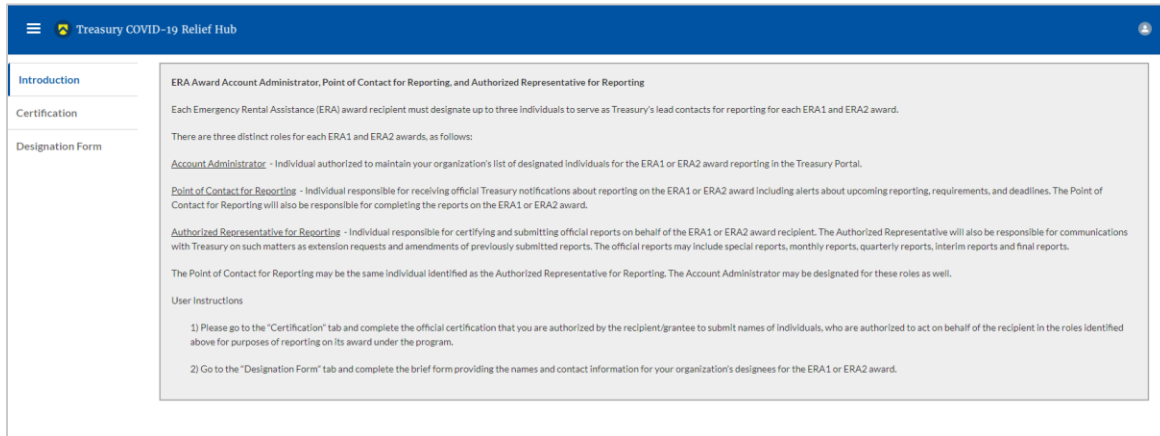 Treasury COVID-19 Relief Hub
Introduction
Certification
Designation Form
ERA Award Account Administrator, Point of Contact for Reporting, and Authorized Representative for Reporting
Each Emergency Rental Assistance (ERA) award recipient must designate up to three individuals to serve as Treasury's lead contacts for reporting for each ERA1 and ERA2 award.
There are three distinct roles for each ERA1 and ERA2 awards, as follows:
Account Administrator - Individual authorized to maintain your organization's list of designated individuals for the ERA1 or ERA2 award reporting in the Treasury Portal.
Point of Contact for Reporting - Individual responsible for receiving official Treasury notifications about reporting on the ERA1 or ERA2 award including alerts about upcoming reporting, requirements, and deadlines. The Point of
Contact for Reporting will also be responsible for completing the reports on the ERA1 or ERA2 award.
Authorized Representative for Reporting - Individual responsible for certifying and submitting official reports on behalf of the ERA1 or ERA2 award recipient. The Authorized Representative will also be responsible for communications
with Treasury on such matters as extension requests and amendments of previously submitted reports. The official reports may include special reports, monthly reports, quarterly reports, interim reports and final reports.
The Point of Contact for Reporting may be the same individual identified as the Authorized Representative for Reporting. The Account Administrator may be designated for these roles as well.
User Instructions
1) Please go to the "Certification" tab and complete the official certification that you are authorized by the recipient/grantee to submit names of individuals, who are authorized to act on behalf of the recipient in the roles identified
above for purposes of reporting on its award under the program.
2) Go to the "Designation Form" tab and complete the brief form providing the names and contact information for your organization's designees for the ERA1 or ERA2 award.